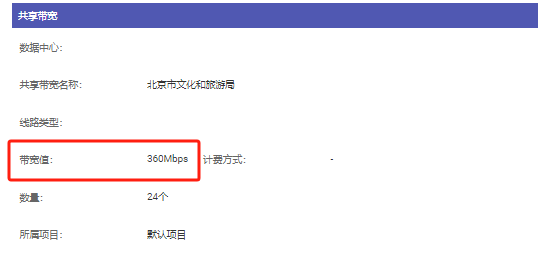 共享带宽
数据中心:
共享带宽名称: 北京市文化和旅游局
线路类型:
带宽值: 360Mbps 计费方式: -
数量: 24个
所属项目: 默认项目